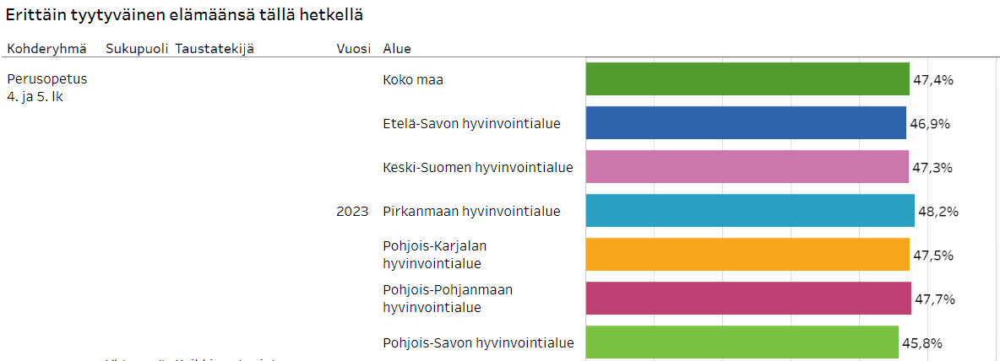 Erittäin tyytyväinen elämäänsä tällä hetkellä
Kohderyhmä Sukupuoli Taustatekijä Vuosi Alue
Perusopetus
4. ja 5. lk
Koko maa 47,4%
Etelä-Savon hyvinvointialue 46,9%
Keski-Suomen hyvinvointialue 47,3%
2023 Pirkanmaan hyvinvointialue 48,2%
Pohjois-Karjalan
hyvinvointialue 47,5%
Pohjois-Pohjanmaan
hyvinvointialue 47,7%
Pohjois-Savon hyvinvointialue 45,8%